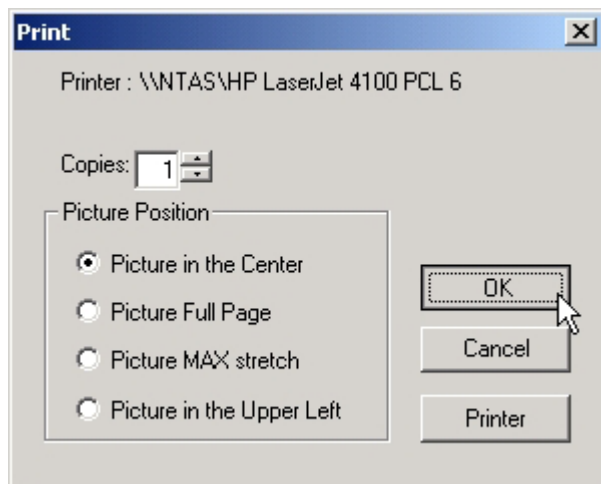 Print
Printer : \\NTAS\HP LaserJet 4100 PCL 6
Copies: 1
Picture Position
Picture in the Center
Picture Full Page
Picture MAX stretch
Picture in the Upper Left
OK
Cancel
Printer